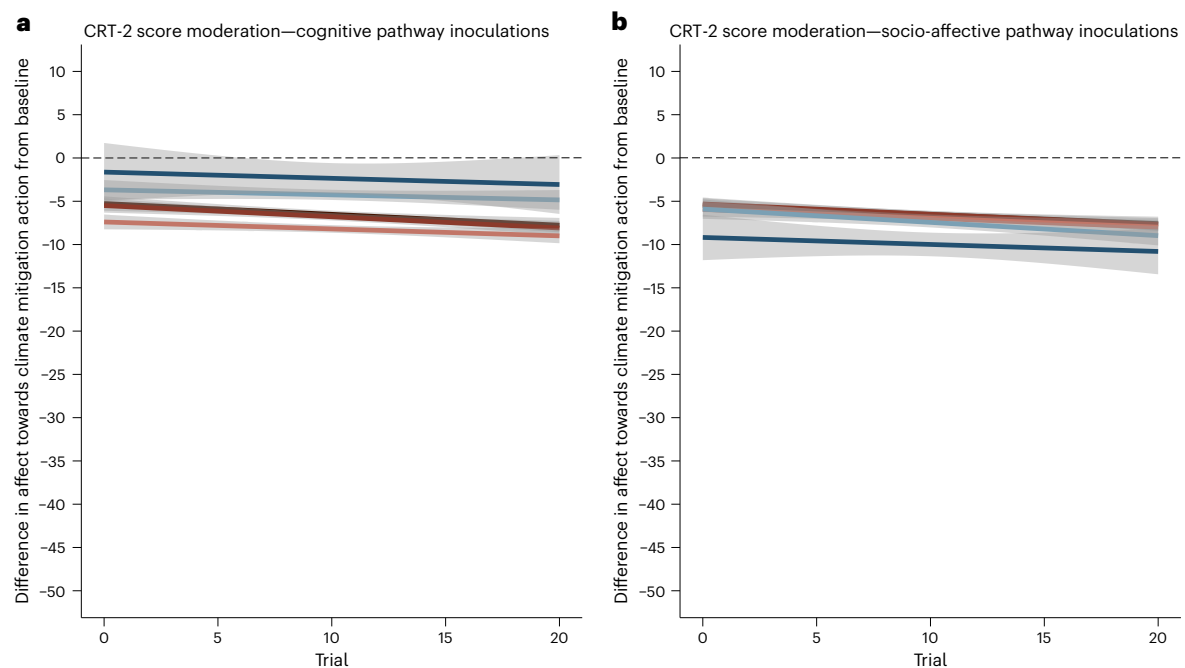 a
CRT-2 score moderation—cognitive pathway inoculations
Difference in affect towards climate mitigation action from baseline
10
5
0
−5
−10
−15
−20
−25
−30
−35
−40
−45
−50
0 5 10 15 20
Trial
b
CRT-2 score moderation—socio-affective pathway inoculations
Difference in affect towards climate mitigation action from baseline
10
5
0
−5
−10
−15
−20
−25
−30
−35
−40
−45
−50
0 5 10 15 20
Trial